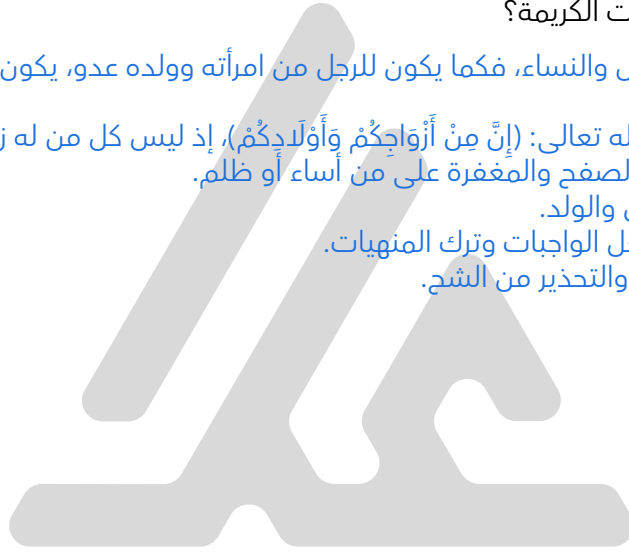 ت الكريمة؟
والنساء، فكما يكون للرجل من امرأته وولده عدو، يكون
له تعالى: (إِنَّ مِنْ أَزْوَاجِكُمْ وَأَوْلَادِكُمْ)، إذ ليس كل من له ز
لصفح والمغفرة على من أساء أو ظلم.
والولد.
ل الواجبات وترك المنهيات.
والتحذير من الشح.